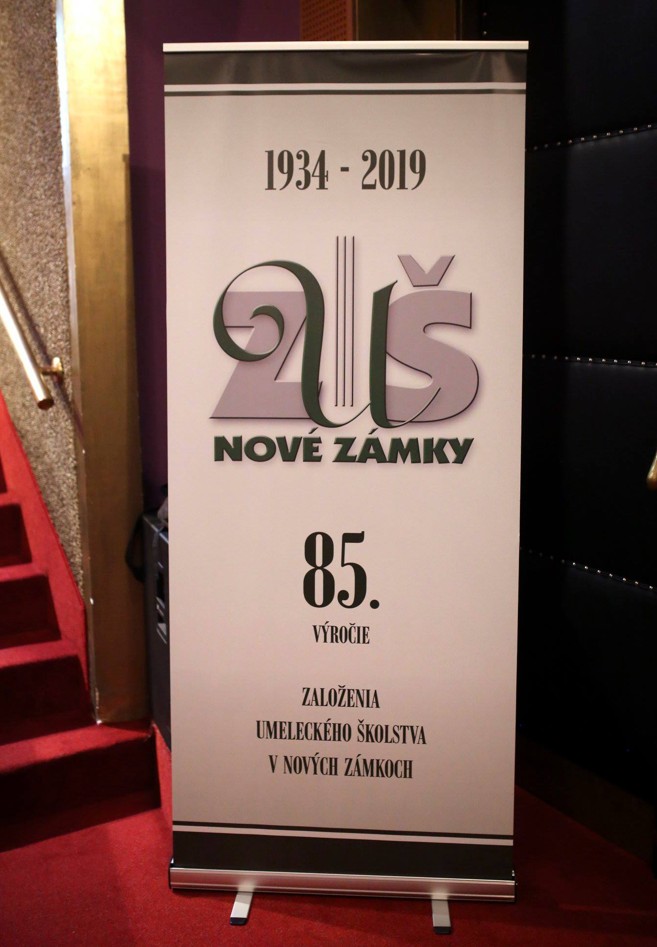 1934 - 2019
ZUŠ
NOVÉ ZÁMKY
85.
VÝROČIE
ZALOŽENIA
UMELECKÉHO ŠKOLSTVA
V NOVÝCH ZÁMKOCH